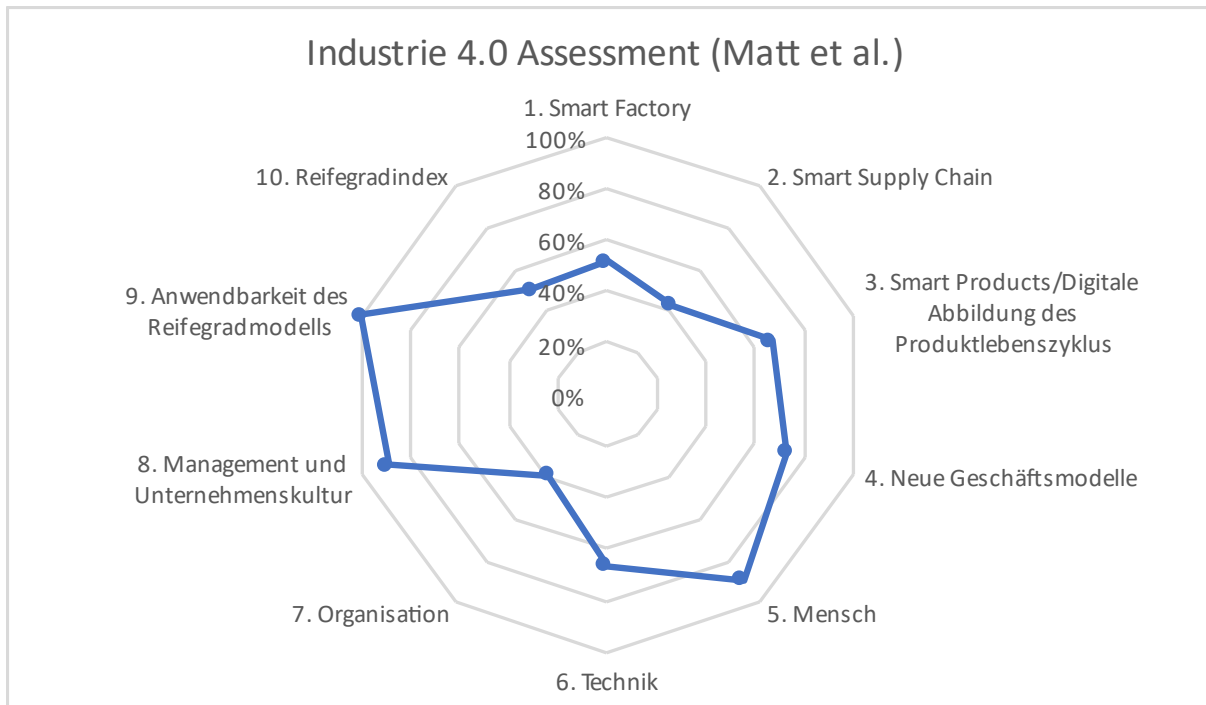 Industrie 4.0 Assessment (Matt et al.)
1. Smart Factory
100%
80%
60%
40%
20%
0%
2. Smart Supply Chain
3. Smart Products/Digitale
Abbildung des
Produktlebenszyklus
4. Neue Geschäftsmodelle
5. Mensch
6. Technik
7. Organisation
8. Management und
Unternehmenskultur
9. Anwendbarkeit des
Reifegradmodells
10. Reifegradindex